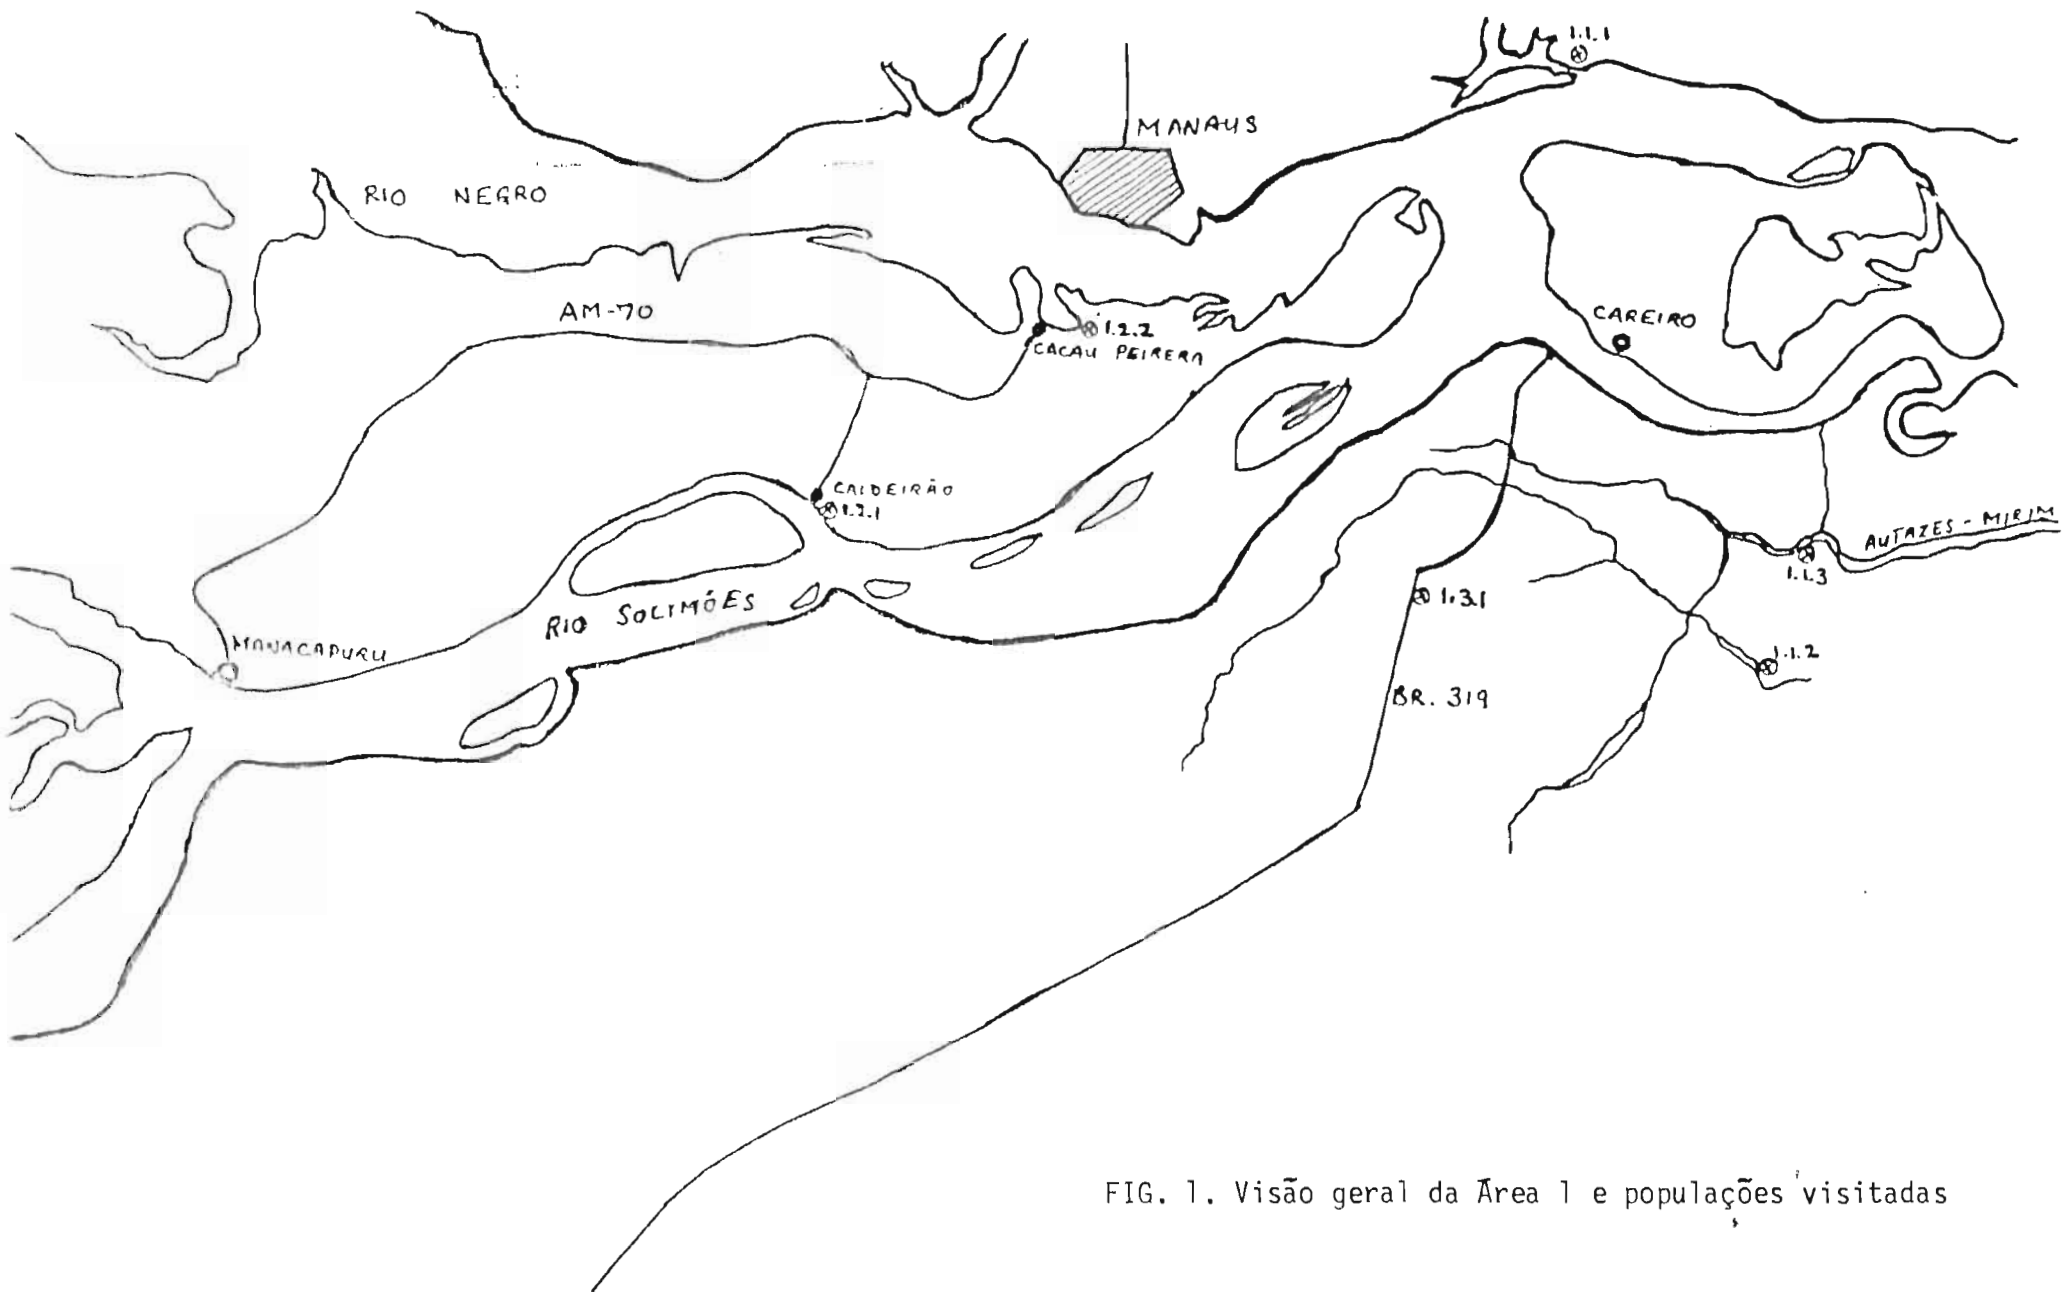 1.1.1
MANAUS
RIO NEGRO
AM-70
CAREIRO
1.2.2
CACAU PEIRERA
CALDEIRÃO
1.2.1
AUTAZES-MIRIM
1.1.3
1.3.1
RIO SOLIMÕES
MANACAPURU
1.1.2
BR. 319
FIG. 1. Visão geral da Área 1 e populações visitadas